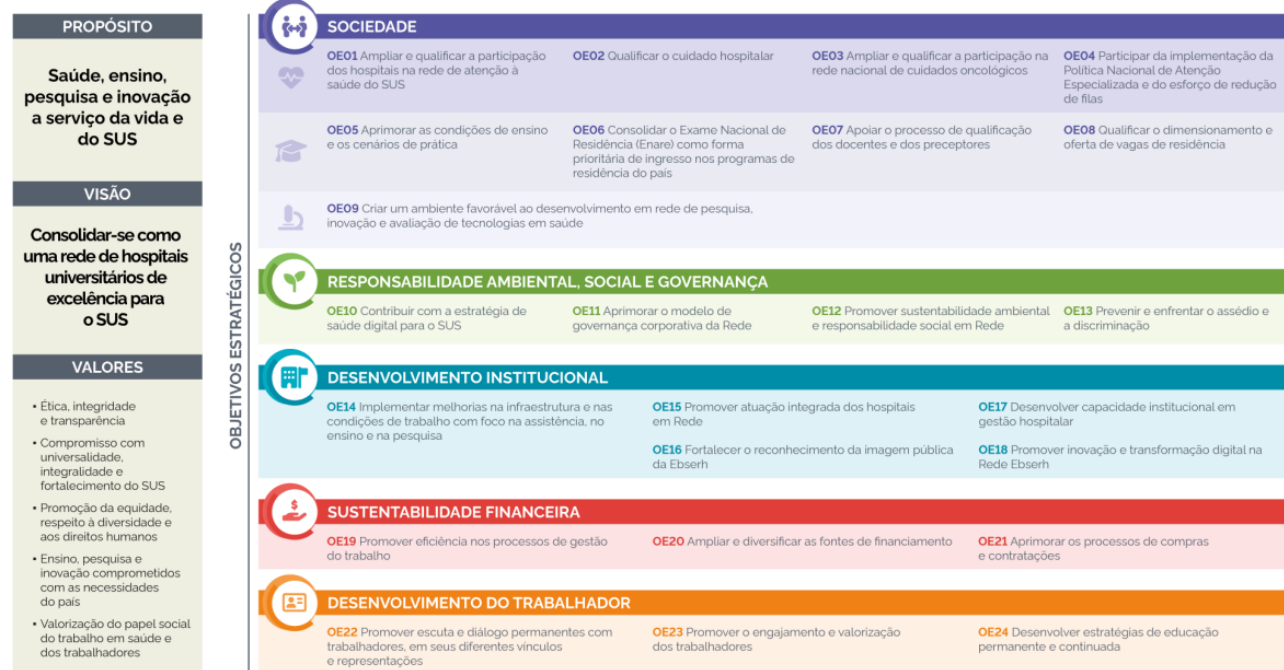 PROPÓSITO
Saúde, ensino,
pesquisa e inovação
a serviço da vida e
do SUS
VISÃO
Consolidar-se como
uma rede de hospitais
universitários de
excelência para
o SUS
VALORES
▪ Ética, integridade
e transparência
▪ Compromisso com
universalidade,
integralidade e
fortalecimento do SUS
▪ Promoção da equidade,
respeito à diversidade e
aos direitos humanos
▪ Ensino, pesquisa e
inovação comprometidos
com as necessidades
do país
▪ Valorização do papel social
do trabalho em saúde e
dos trabalhadores
OBJETIVOS ESTRATÉGICOS
SOCIEDADE
OE01 Ampliar e qualificar a participação
dos hospitais na rede de atenção à
saúde do SUS
OE02 Qualificar o cuidado hospitalar
OE03 Ampliar e qualificar a participação na
rede nacional de cuidados oncológicos
OE04 Participar da implementação da
Política Nacional de Atenção
Especializada e do esforço de redução
de filas
OE05 Aprimorar as condições de ensino
e os cenários de prática
OE06 Consolidar o Exame Nacional de
Residência (Enare) como forma
prioritária de ingresso nos programas de
residência do país
OE07 Apoiar o processo de qualificação
dos docentes e dos preceptores
OE08 Qualificar o dimensionamento e
oferta de vagas de residência
OE09 Criar um ambiente favorável ao desenvolvimento em rede de pesquisa,
inovação e avaliação de tecnologias em saúde
RESPONSABILIDADE AMBIENTAL, SOCIAL E GOVERNANÇA
OE10 Contribuir com a estratégia de
saúde digital para o SUS
OE11 Aprimorar o modelo de
governança corporativa da Rede
OE12 Promover sustentabilidade ambiental
e responsabilidade social em Rede
OE13 Prevenir e enfrentar o assédio e
a discriminação
DESENVOLVIMENTO INSTITUCIONAL
OE14 Implementar melhorias na infraestrutura e nas
condições de trabalho com foco na assistência, no
ensino e na pesquisa
OE15 Promover atuação integrada dos hospitais
em Rede
OE16 Fortalecer o reconhecimento da imagem pública
da Ebserh
OE17 Desenvolver capacidade institucional em
gestão hospitalar
OE18 Promover inovação e transformação digital na
Rede Ebserh
SUSTENTABILIDADE FINANCEIRA
OE19 Promover eficiência nos processos de gestão
do trabalho
OE20 Ampliar e diversificar as fontes de financiamento
OE21 Aprimorar os processos de compras
e contratações
DESENVOLVIMENTO DO TRABALHADOR
OE22 Promover escuta e diálogo permanentes com
trabalhadores, em seus diferentes vínculos
e representações
OE23 Promover o engajamento e valorização
dos trabalhadores
OE24 Desenvolver estratégias de educação
permanente e continuada